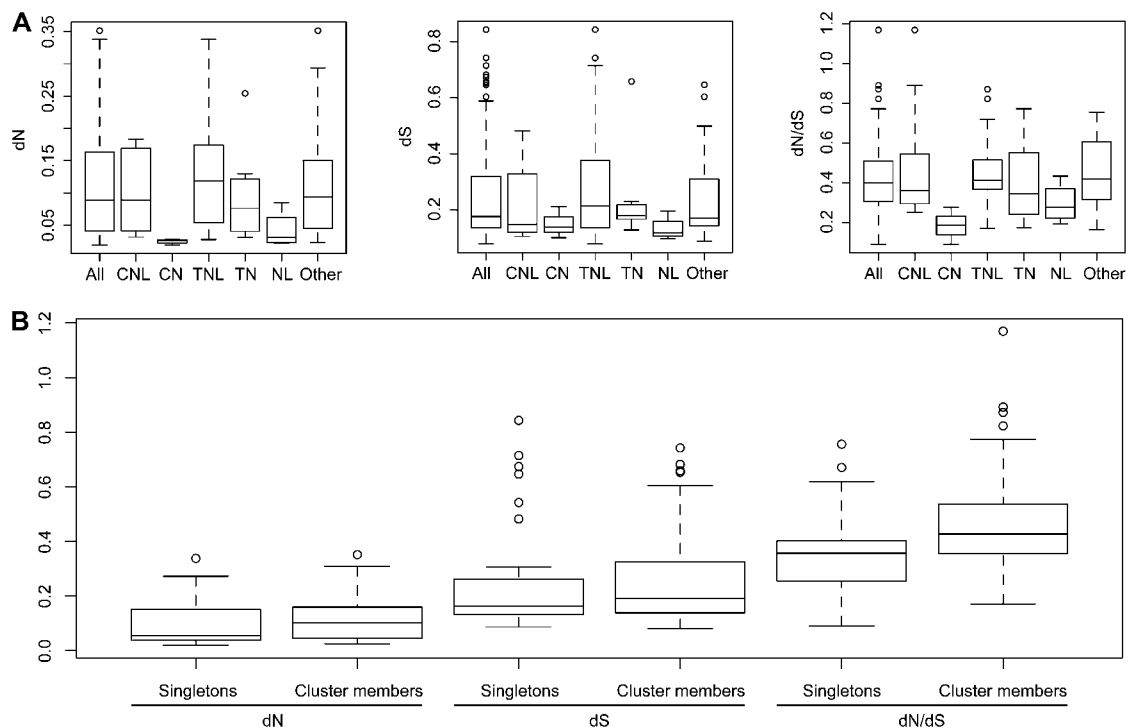 A
dN
0.35
0.25
0.15
0.05
All CNL CN TNL TN NL Other
dS
0.8
0.6
0.4
0.2
All CNL CN TNL TN NL Other
dN/dS
1.2
1.0
0.8
0.6
0.4
0.2
All CNL CN TNL TN NL Other
B
1.2
1.0
0.8
0.6
0.4
0.2
0.0
Singletons Cluster members Singletons Cluster members Singletons Cluster members
dN dS dN/dS